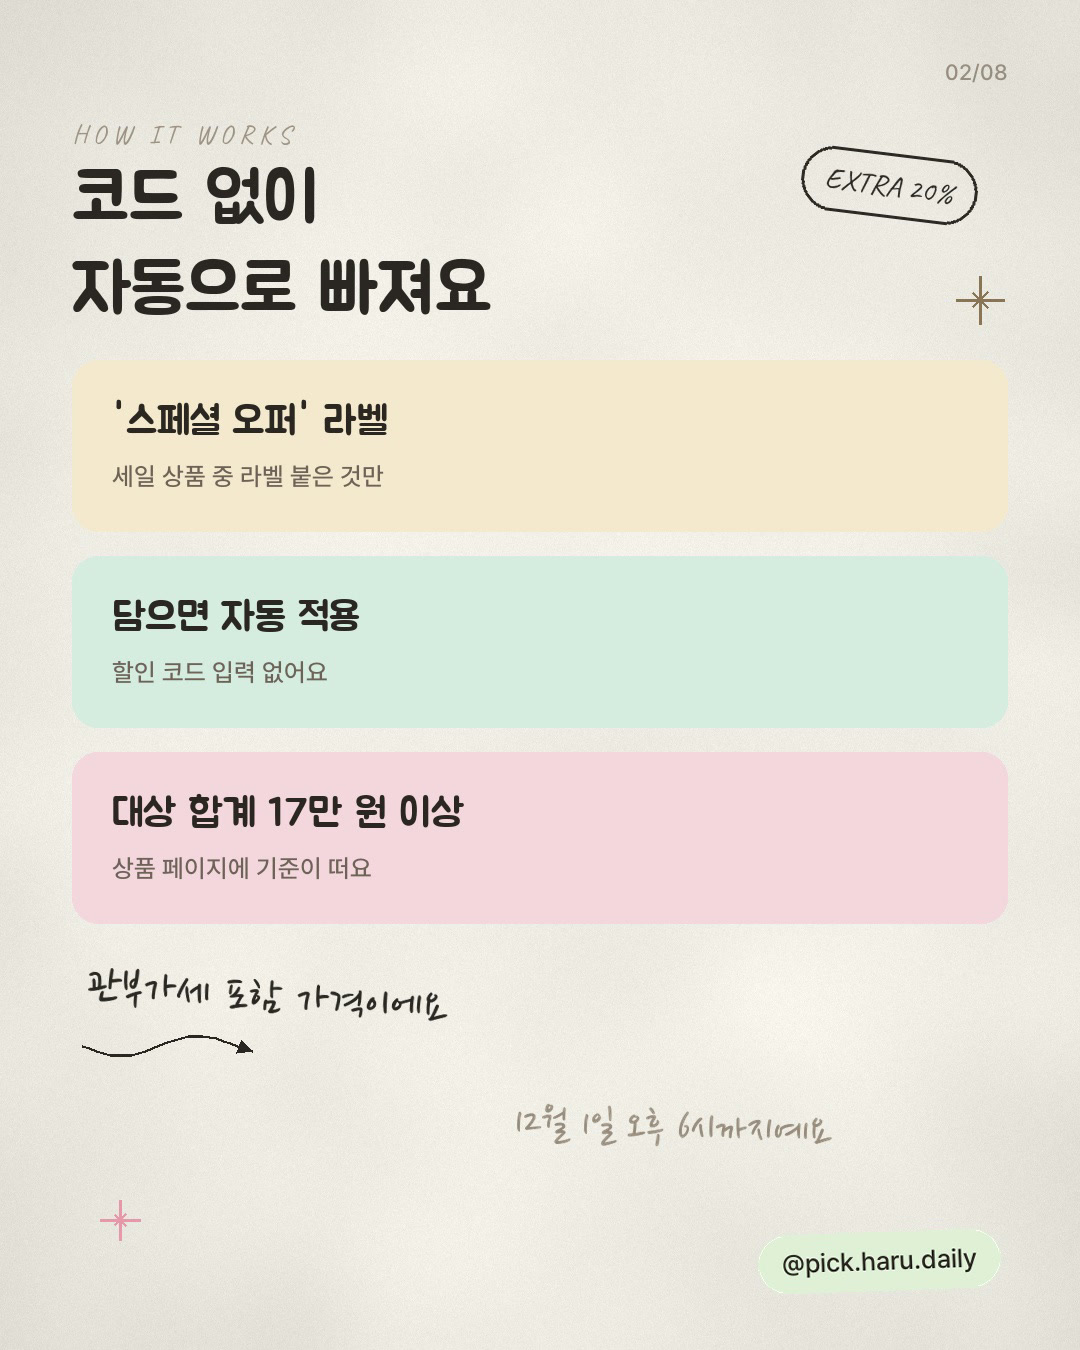 02/08
HOW IT WORKS
코드 없이
자동으로 빠져요
EXTRA 20%
'스페셜 오퍼' 라벨
세일 상품 중 라벨 붙은 것만
담으면 자동 적용
할인 코드 입력 없어요
대상 합계 17만 원 이상
상품 페이지에 기준이 떠요
관부가세 포함 가격이에요
12월 1일 오후 6시까지예요
@pick.haru.daily